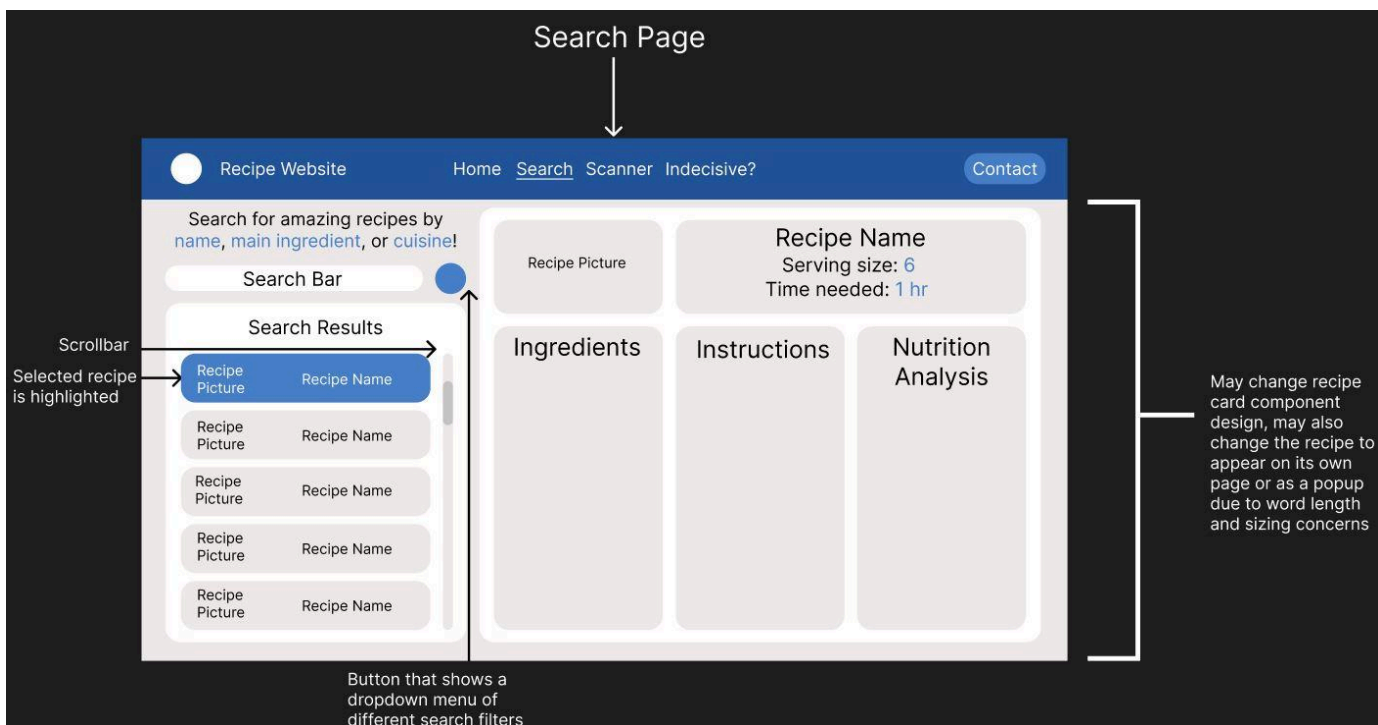 Search Page
Recipe Website
Home Search Scanner Indecisive?
Contact
Search for amazing recipes by
name, main ingredient, or cuisine!
Search Bar
Search Results
Recipe
Picture
Recipe Name
Recipe
Picture
Recipe Name
Recipe
Picture
Recipe Name
Recipe
Picture
Recipe Name
Recipe
Picture
Recipe Name
Recipe Picture
Recipe Name
Serving size: 6
Time needed: 1 hr
Ingredients
Instructions
Nutrition
Analysis
Scrollbar
Selected recipe
is highlighted
Button that shows a
dropdown menu of
different search filters
May change recipe
card component
design, may also
change the recipe to
appear on its own
page or as a popup
due to word length
and sizing concerns